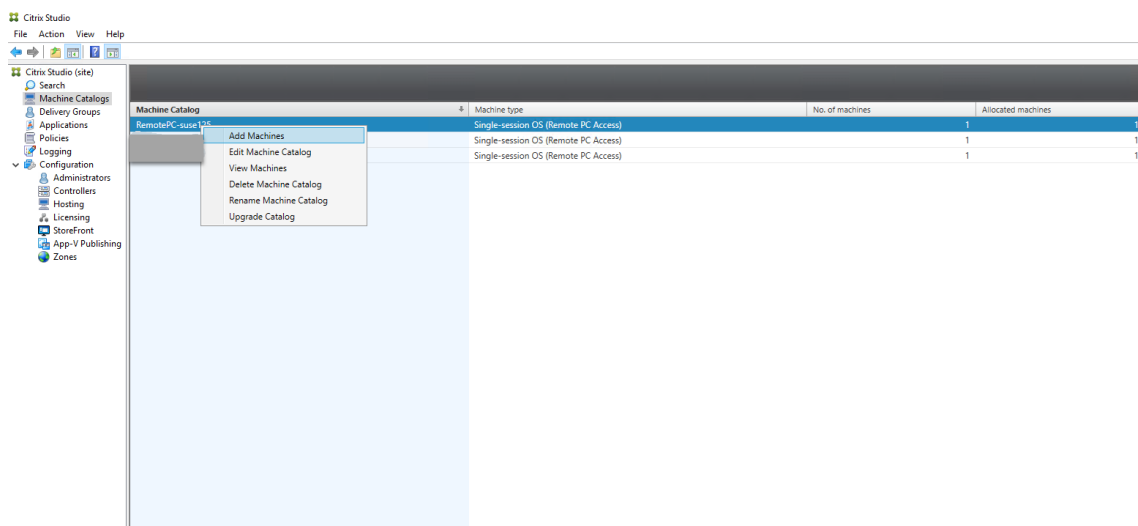 Citrix Studio
File Action View Help
Citrix Studio (site)
Search
Machine Catalogs
Delivery Groups
Applications
Policies
Logging
Configuration
Administrators
Controllers
Hosting
Licensing
StoreFront
App-V Publishing
Zones
Machine Catalog Machine type No. of machines Allocated machines
RemotePC-suse125 Single-session OS (Remote PC Access) 1 1
Single-session OS (Remote PC Access) 1 1
Single-session OS (Remote PC Access) 1 1
Add Machines
Edit Machine Catalog
View Machines
Delete Machine Catalog
Rename Machine Catalog
Upgrade Catalog